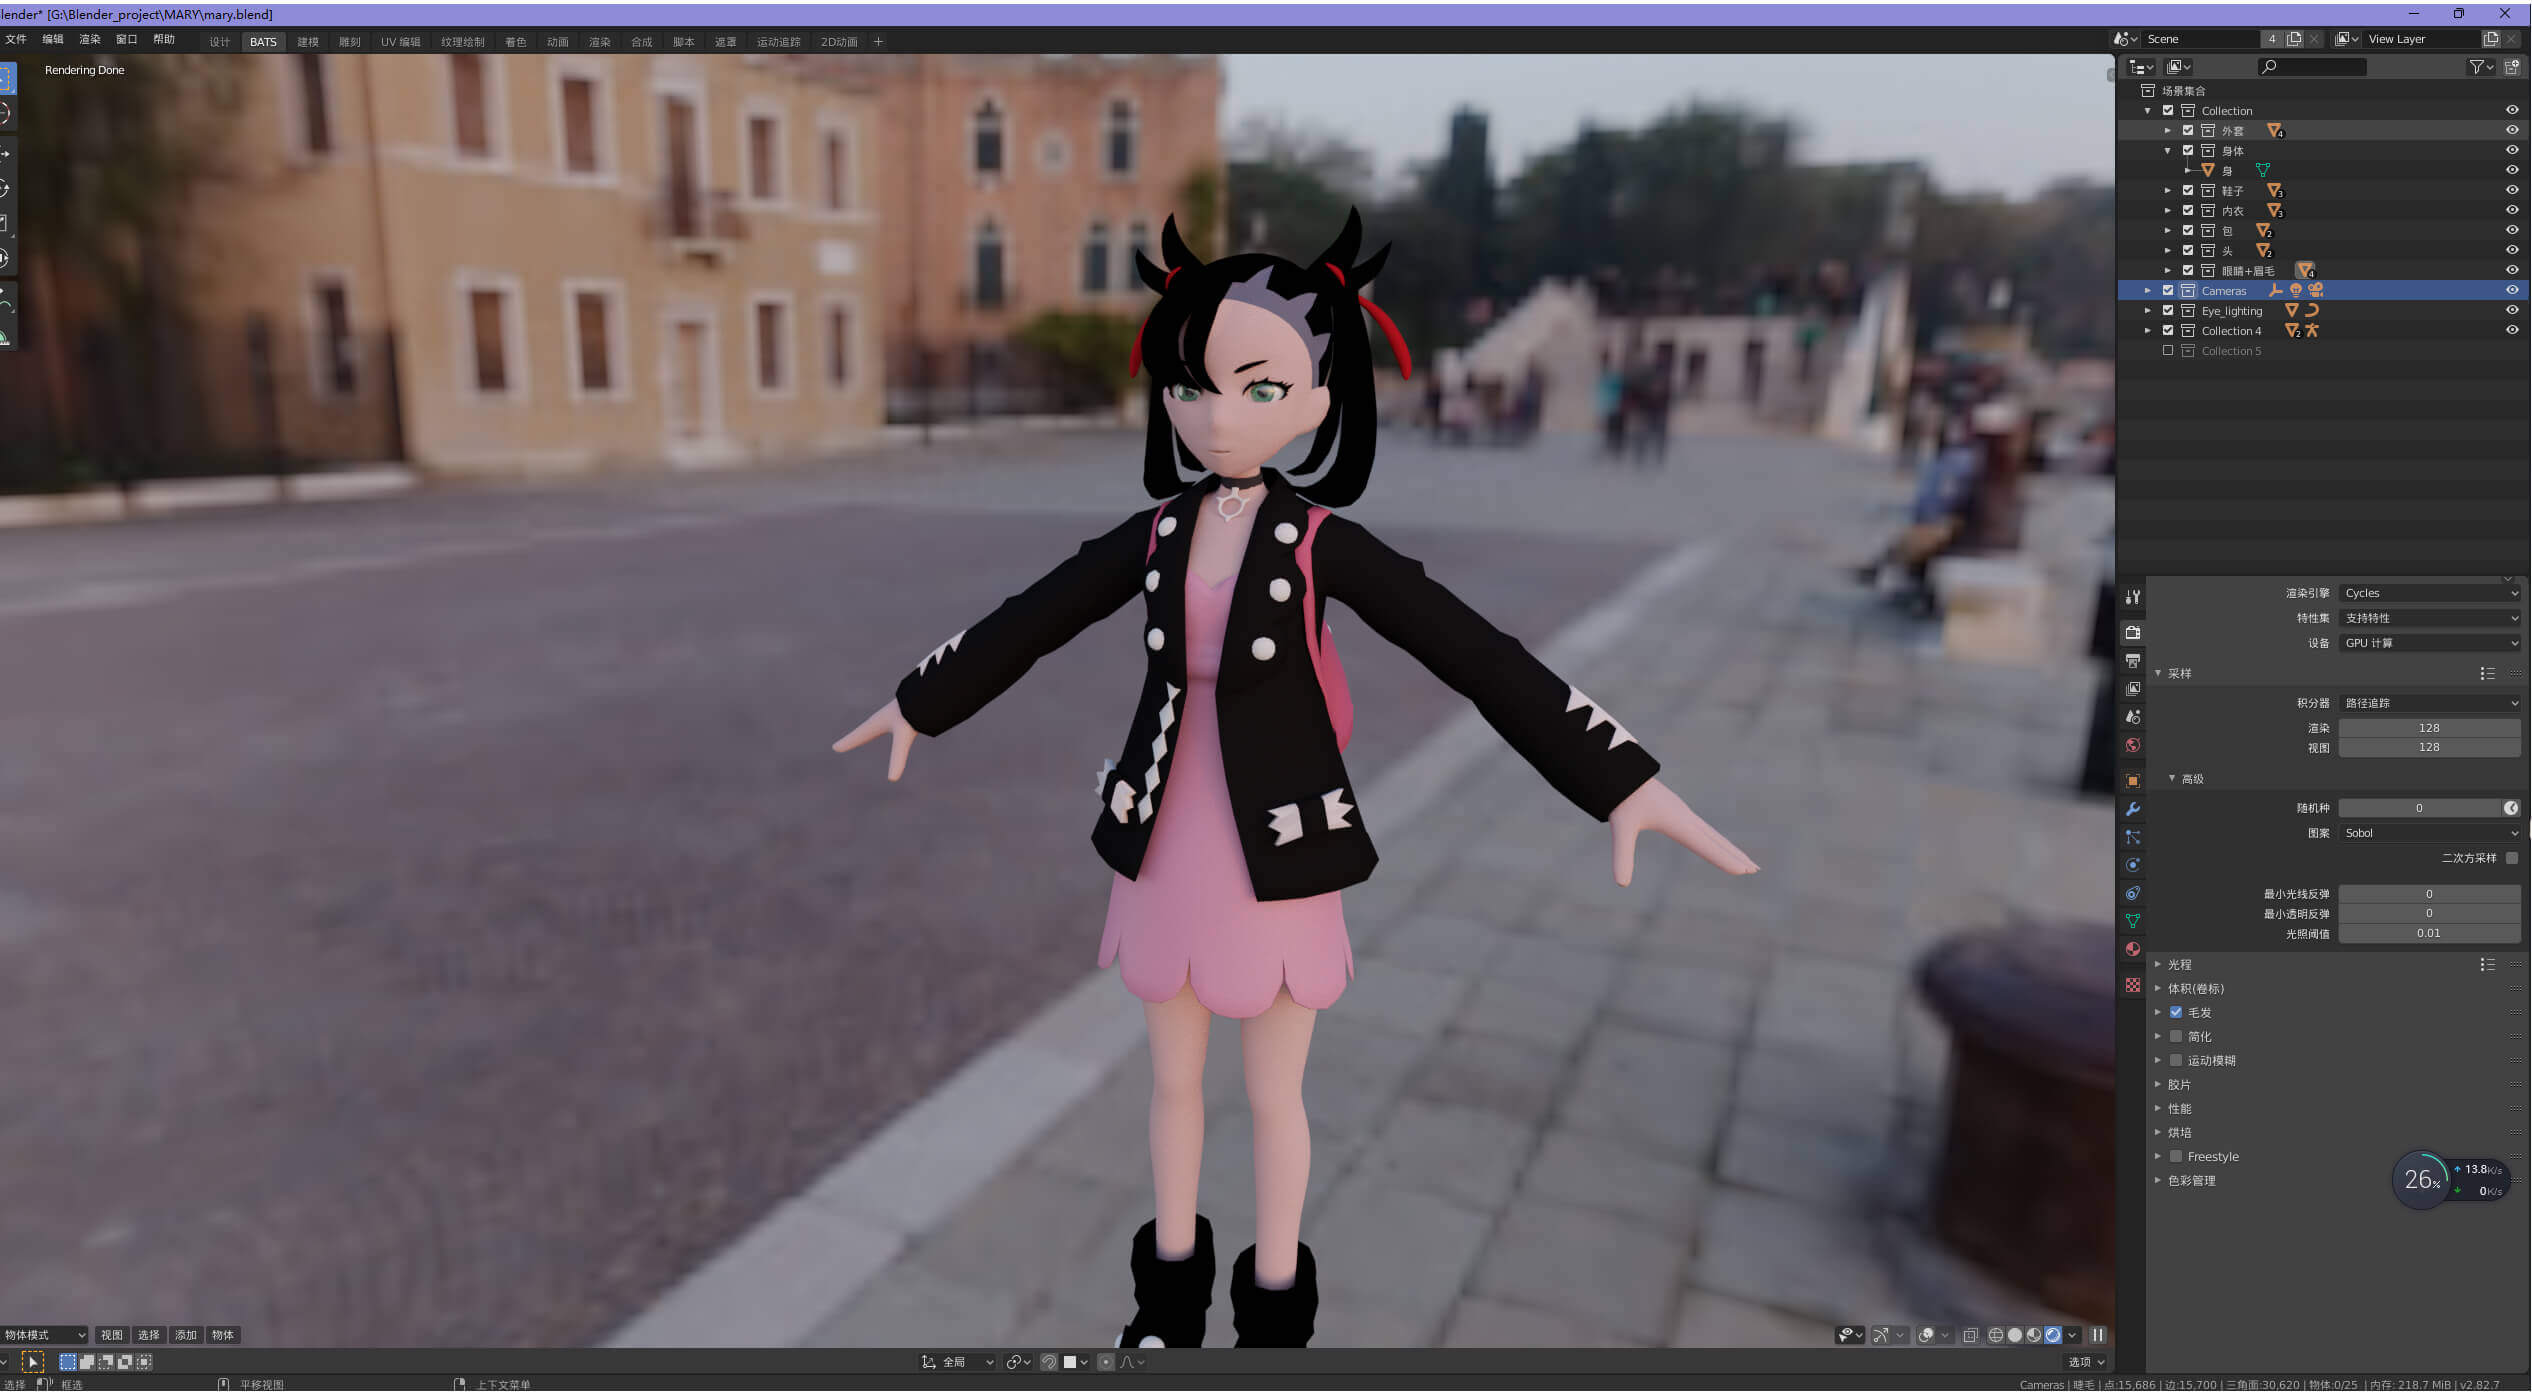 lender* [G:\Blender_project\MARY\mary.blend]
文件 编辑 渲染 窗口 帮助 设计 BATS 建模 雕刻 UV 编辑 纹理绘制 着色 动画 渲染 合成 脚本 遮罩 运动追踪 2D动画 + Scene 4 View Layer
Rendering Done
场景集合
Collection
外套 4
身体
身
鞋子 3
内衣 3
包 2
头 2
眼睛+眉毛 4
Cameras
Eye_lighting
Collection 4 2
Collection 5
渲染引擎 Cycles
特性集 支持特性
设备 GPU 计算
采样
积分器 路径追踪
渲染 128
视图 128
高级
随机种 0
图案 Sobol
二次方采样
最小光线反弹 0
最小透明反弹 0
光照阈值 0.01
光程
体积(卷标)
毛发
简化
运动模糊
胶片
性能
烘培
Freestyle
色彩管理
26% 13.8K/s
0K/s
物体模式 视图 选择 添加 物体
全局 选项
选择 框选 平移视图 上下文菜单 Cameras | 睫毛 | 点:15,686 | 边:15,700 | 三角面:30,620 | 物体:0/25 | 内存: 218.7 MiB | v2.82.7